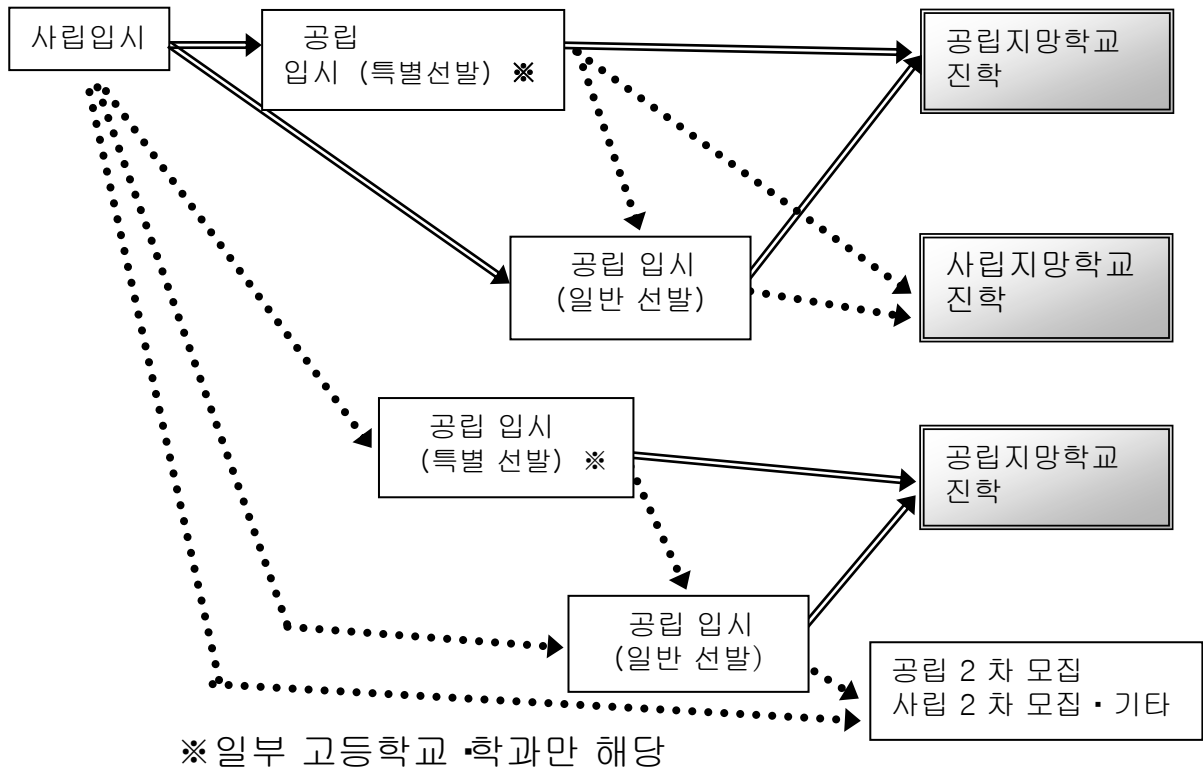 사립입시
공립
입시 (특별선발) ※
공립지망학교
진학
공립 입시
(일반 선발)
사립지망학교
진학
공립 입시
(특별 선발) ※
공립지망학교
진학
공립 입시
(일반 선발)
공립 2 차 모집
사립 2 차 모집・기타
※일부 고등학교・학과만 해당